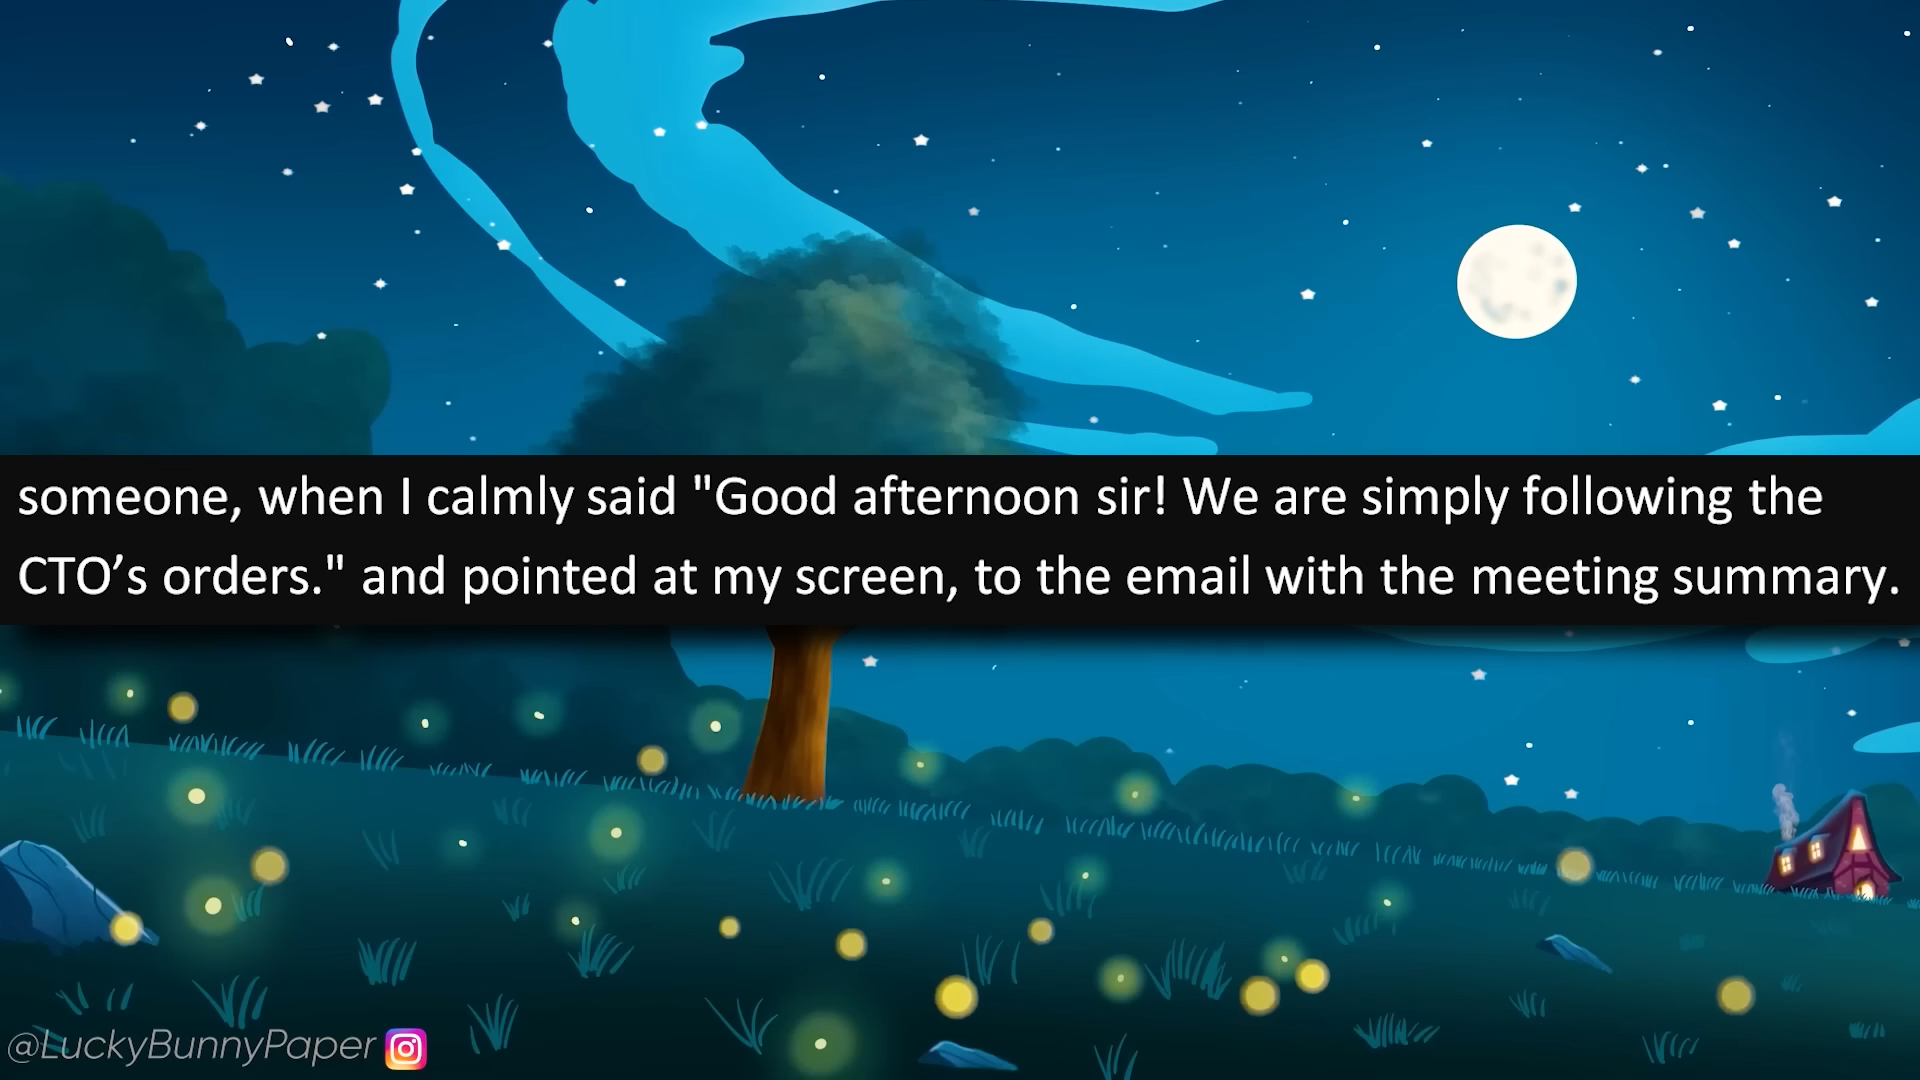 someone, when I calmly said "Good afternoon sir! We are simply following the
CTO’s orders." and pointed at my screen, to the email with the meeting summary.
@LuckyBunnyPaper